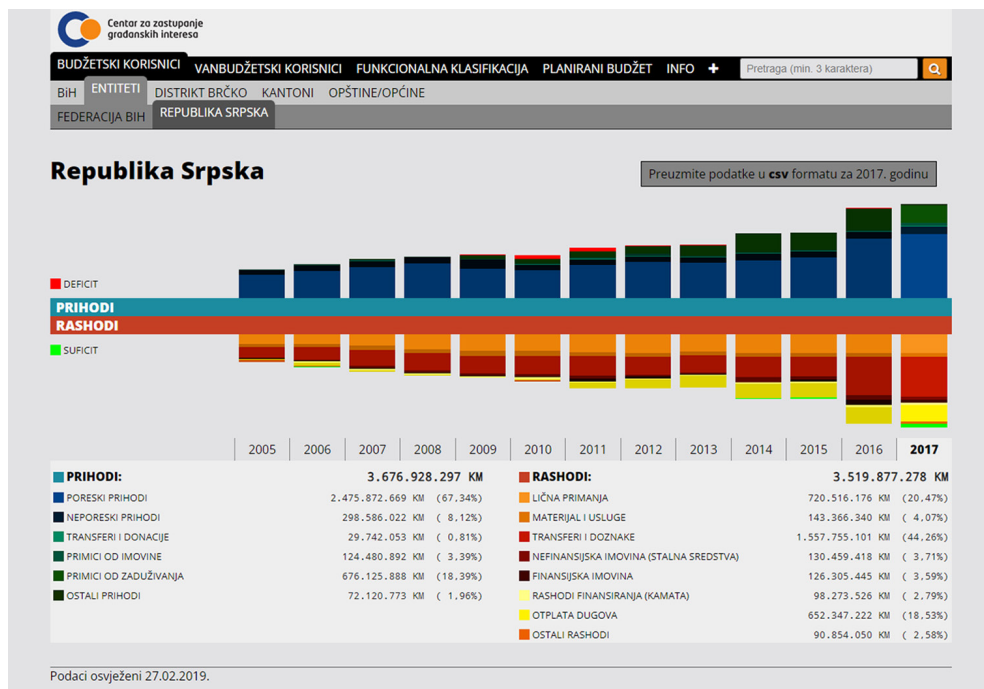 Centar za zastupanje
građanskih interesa
BUDŽETSKI KORISNICI VANBUDŽETSKI KORISNICI FUNKCIONALNA KLASIFIKACIJA PLANIRANI BUDŽET INFO + Pretraga (min. 3 karaktera)
BiH ENTITETI DISTRIKT BRČKO KANTONI OPŠTINE/OPĆINE
FEDERACIJA BIH REPUBLIKA SRPSKA
Republika Srpska
Preuzmite podatke u csv formatu za 2017. godinu
DEFICIT
PRIHODI
RASHODI
SUFICIT
2005 2006 2007 2008 2009 2010 2011 2012 2013 2014 2015 2016 2017
PRIHODI: 3.676.928.297 KM
PORESKI PRIHODI 2.475.872.669 KM (67,34%)
NEPORESKI PRIHODI 298.586.022 KM ( 8,12%)
TRANSFERI I DONACIJE 29.742.053 KM ( 0,81%)
PRIMICI OD IMOVINE 124.480.892 KM ( 3,39%)
PRIMICI OD ZADUŽIVANJA 676.125.888 KM (18,39%)
OSTALI PRIHODI 72.120.773 KM ( 1,96%)
RASHODI: 3.519.877.278 KM
LIČNA PRIMANJA 720.516.176 KM (20,47%)
MATERIJAL I USLUGE 143.366.340 KM ( 4,07%)
TRANSFERI I DOZNAKE 1.557.755.101 KM (44,26%)
NEFINANSIJSKA IMOVINA (STALNA SREDSTVA) 130.459.418 KM ( 3,71%)
FINANSIJSKA IMOVINA 126.305.445 KM ( 3,59%)
RASHODI FINANSIRANJA (KAMATA) 98.273.526 KM ( 2,79%)
OTPLATA DUGOVA 652.347.222 KM (18,53%)
OSTALI RASHODI 90.854.050 KM ( 2,58%)
Podaci osvježeni 27.02.2019.